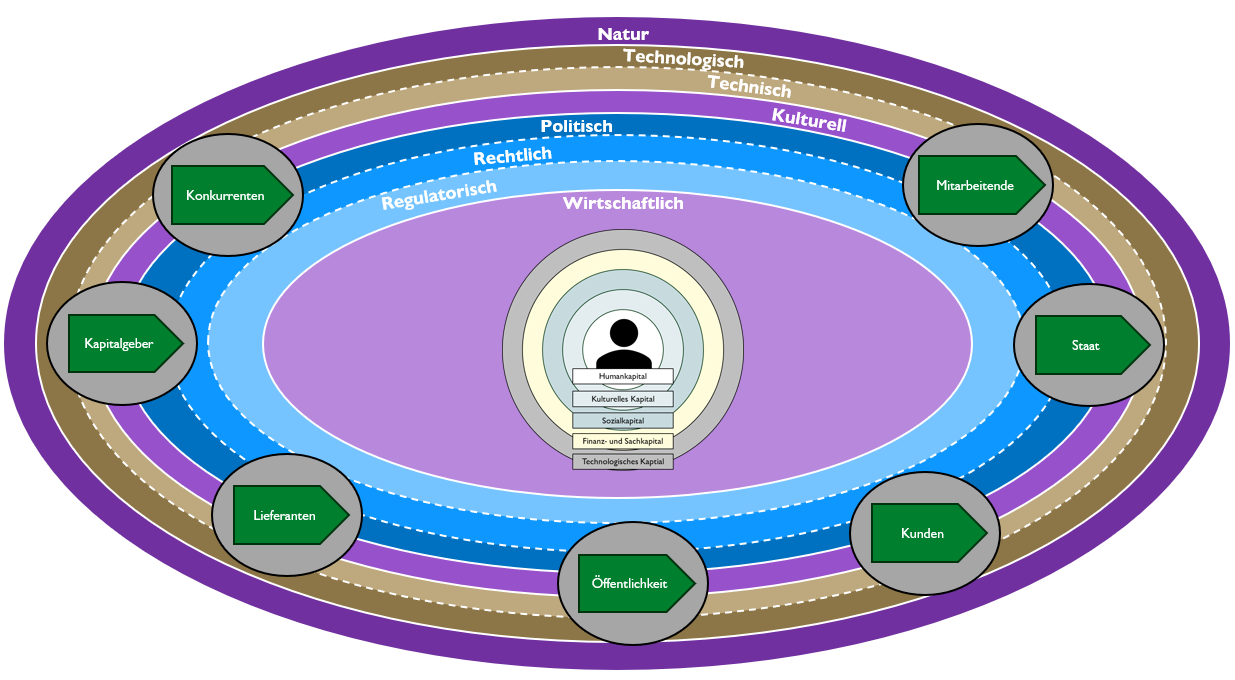 Natur
Technologisch
Technisch
Kulturell
Politisch
Rechtlich
Regulatorisch
Wirtschaftlich
Konkurrenten
Mitarbeitende
Kapitalgeber
Staat
Humankapital
Kulturelles Kapital
Sozialkapital
Finanz- und Sachkapital
Technologisches Kaptial
Lieferanten
Kunden
Öffentlichkeit